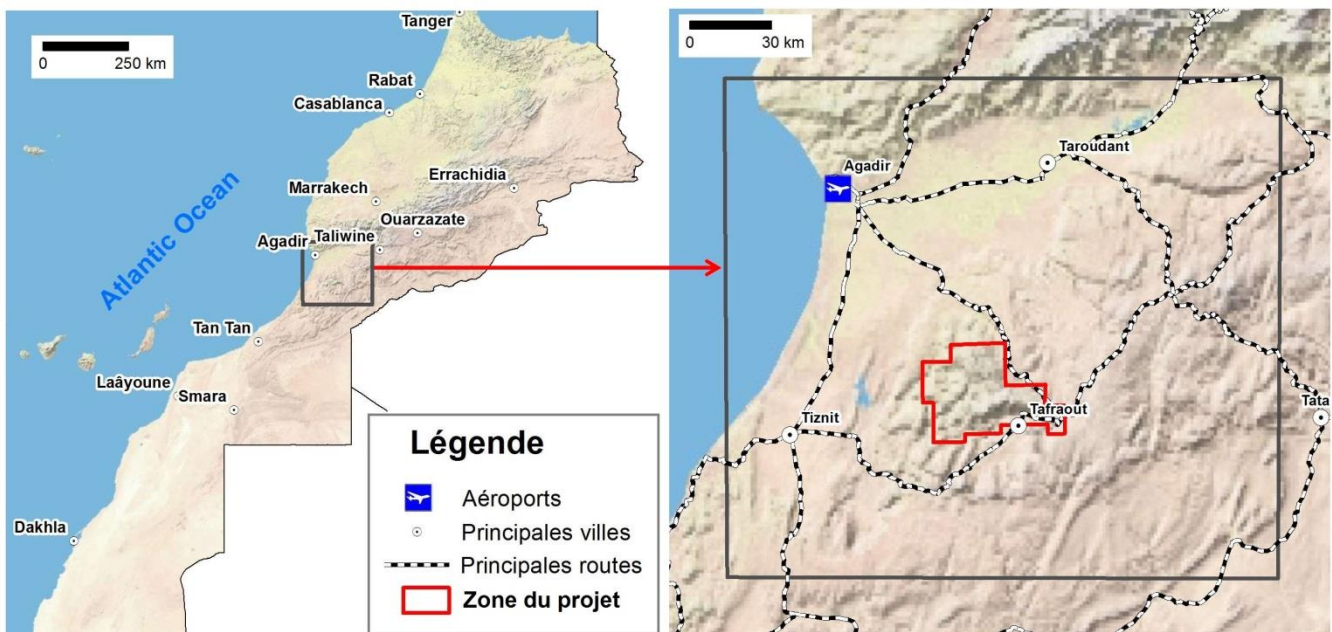 0 250 km
Tanger
Rabat
Casablanca
Marrakech
Errachidia
Ouarzazate
Agadir
Taliwine
Atlantic Ocean
Tan Tan
Laâyoune
Smara
Dakhla
Légende
Aéroports
Principales villes
Principales routes
Zone du projet
0 30 km
Agadir
Taroudant
Tiznit
Tafraout
Tata